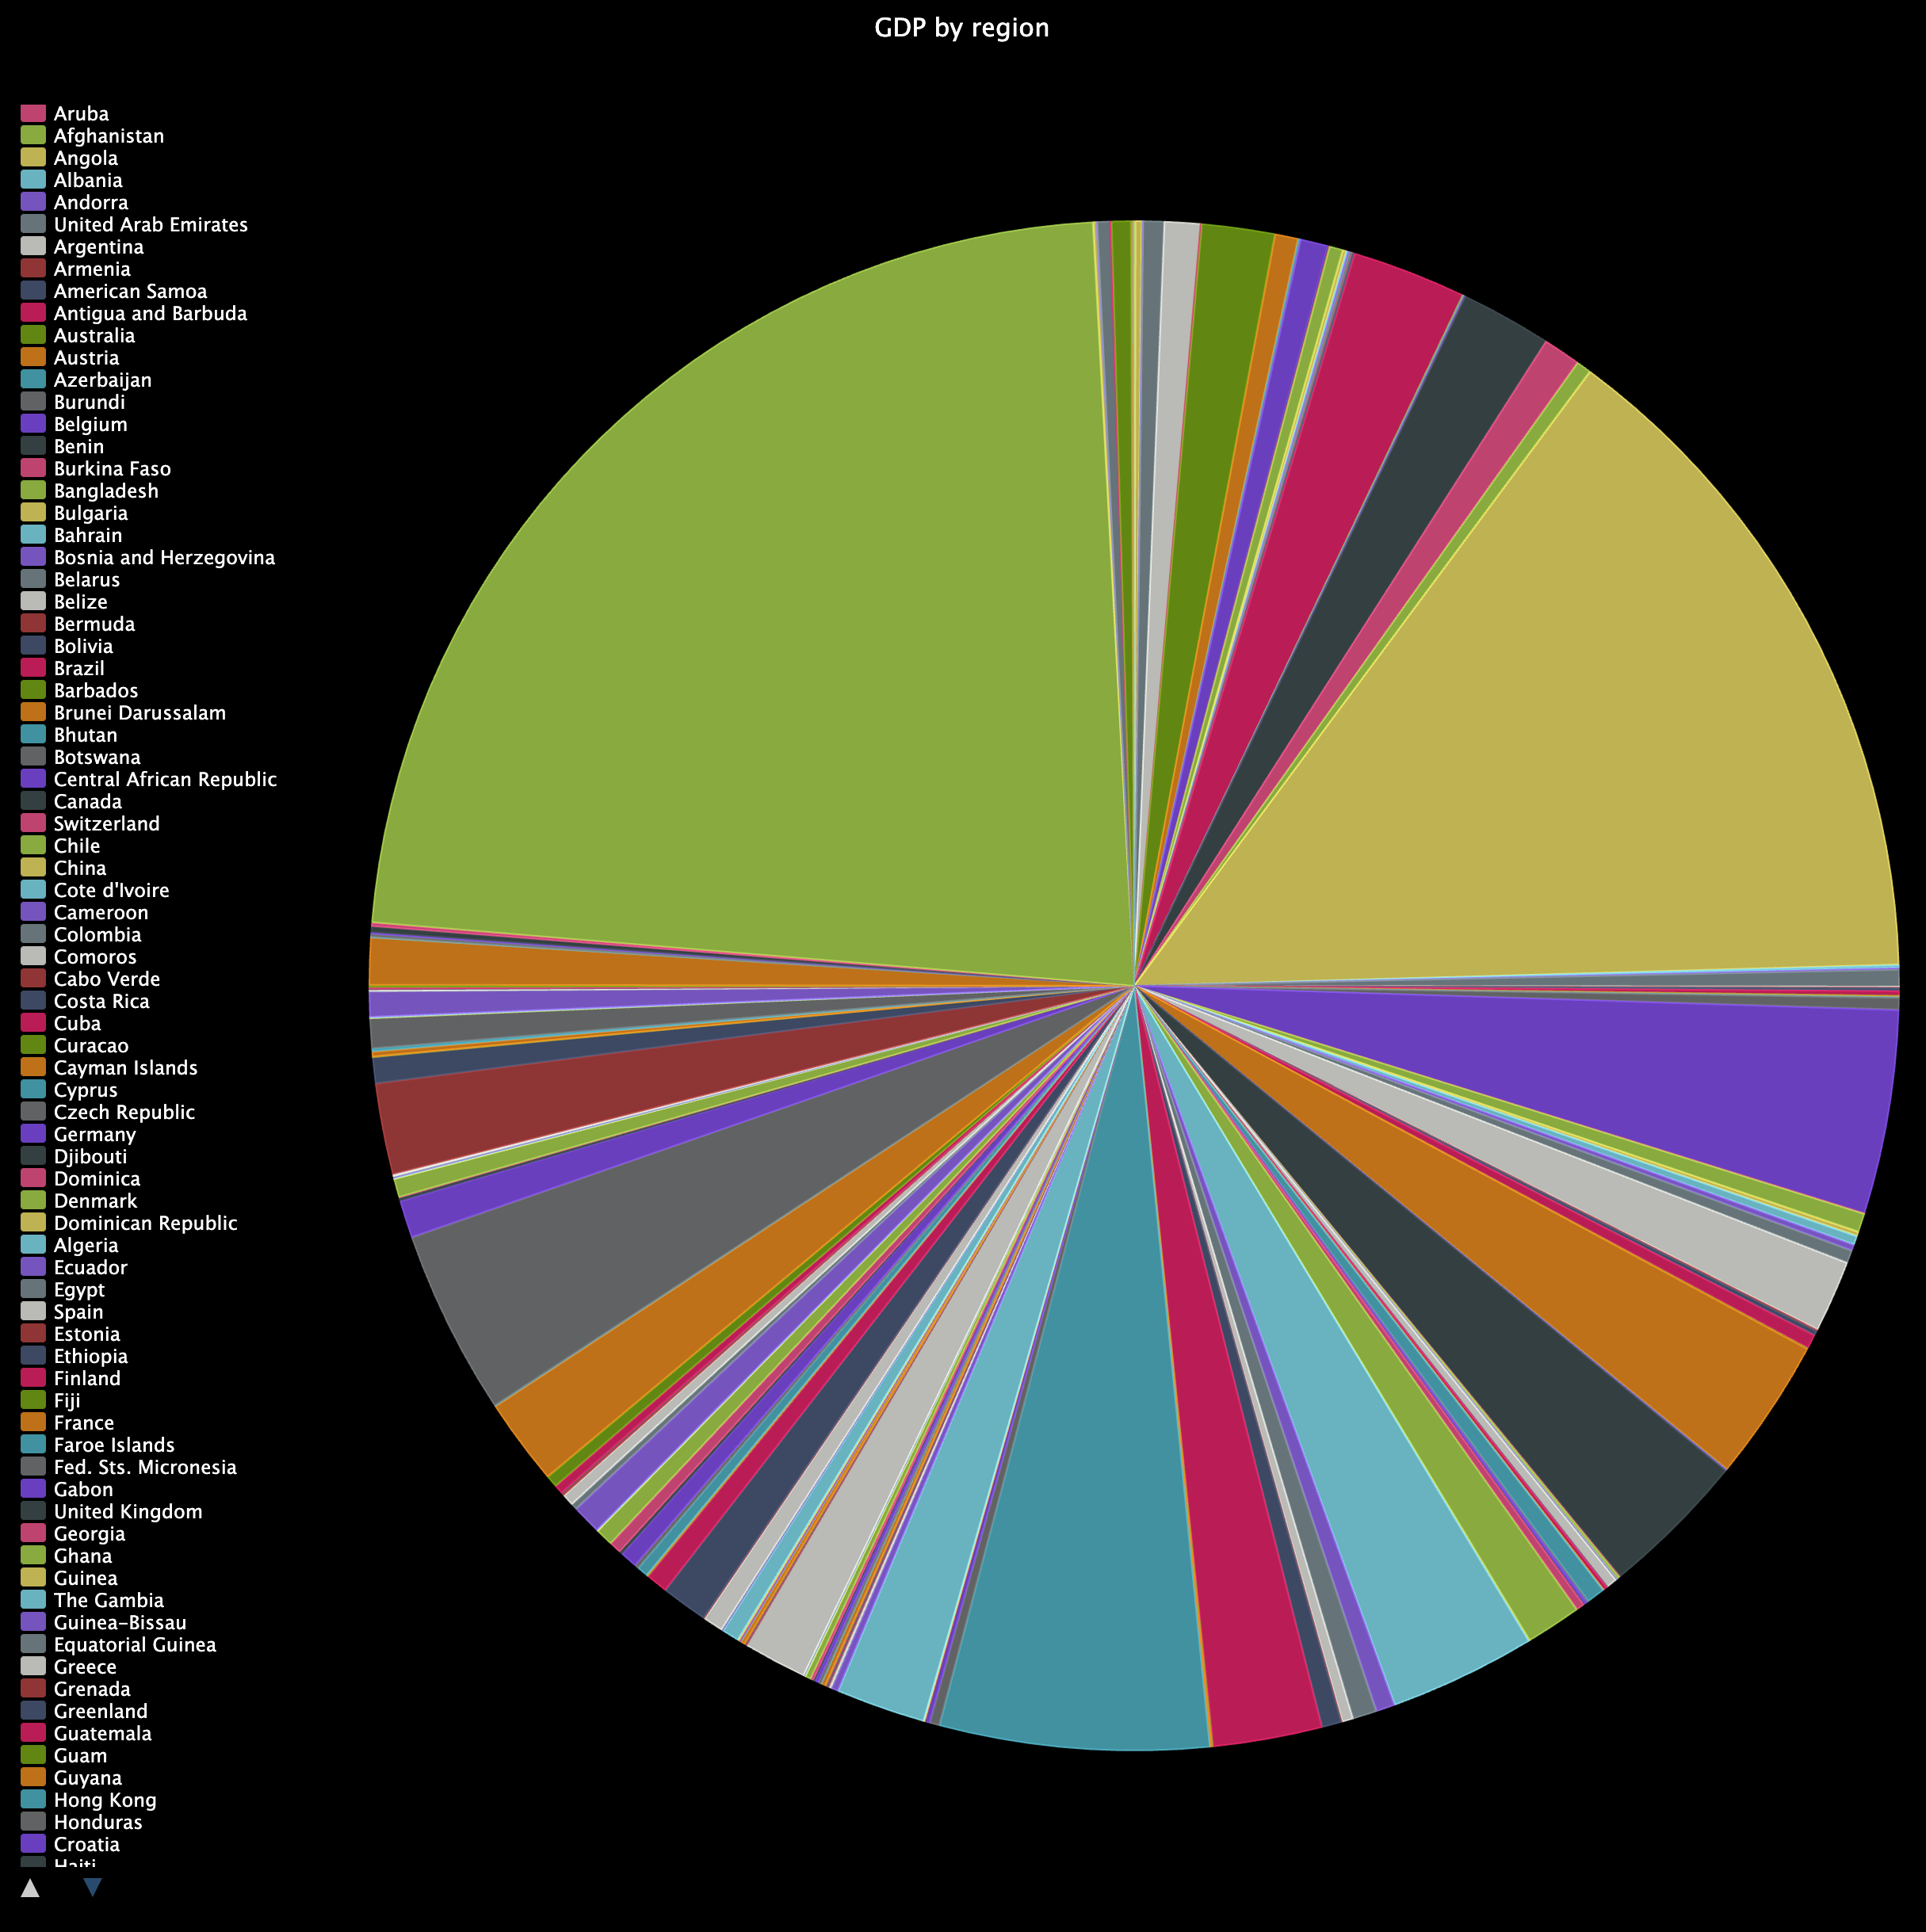 GDP by region
Aruba
Afghanistan
Angola
Albania
Andorra
United Arab Emirates
Argentina
Armenia
American Samoa
Antigua and Barbuda
Australia
Austria
Azerbaijan
Burundi
Belgium
Benin
Burkina Faso
Bangladesh
Bulgaria
Bahrain
Bosnia and Herzegovina
Belarus
Belize
Bermuda
Bolivia
Brazil
Barbados
Brunei Darussalam
Bhutan
Botswana
Central African Republic
Canada
Switzerland
Chile
China
Cote d'Ivoire
Cameroon
Colombia
Comoros
Cabo Verde
Costa Rica
Cuba
Curacao
Cayman Islands
Cyprus
Czech Republic
Germany
Djibouti
Dominica
Denmark
Dominican Republic
Algeria
Ecuador
Egypt
Spain
Estonia
Ethiopia
Finland
Fiji
France
Faroe Islands
Fed. Sts. Micronesia
Gabon
United Kingdom
Georgia
Ghana
Guinea
The Gambia
Guinea-Bissau
Equatorial Guinea
Greece
Grenada
Greenland
Guatemala
Guam
Guyana
Hong Kong
Honduras
Croatia
Haiti